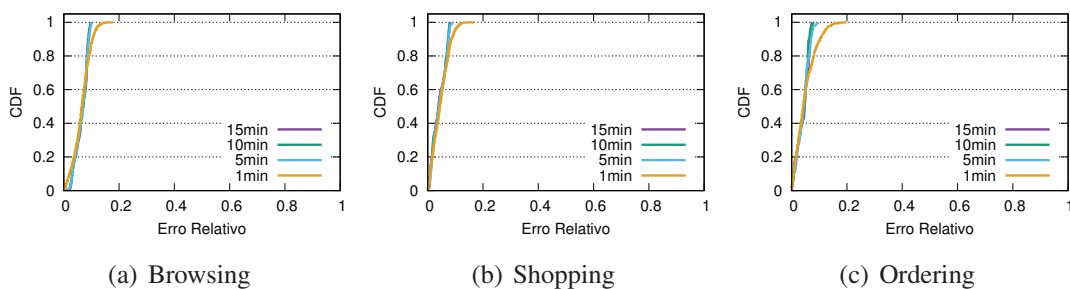 CDF
1
0.8
0.6
0.4
0.2
0
15min
10min
5min
1min
0 0.2 0.4 0.6 0.8 1
Erro Relativo
(a) Browsing
CDF
1
0.8
0.6
0.4
0.2
0
15min
10min
5min
1min
0 0.2 0.4 0.6 0.8 1
Erro Relativo
(b) Shopping
CDF
1
0.8
0.6
0.4
0.2
0
15min
10min
5min
1min
0 0.2 0.4 0.6 0.8 1
Erro Relativo
(c) Ordering